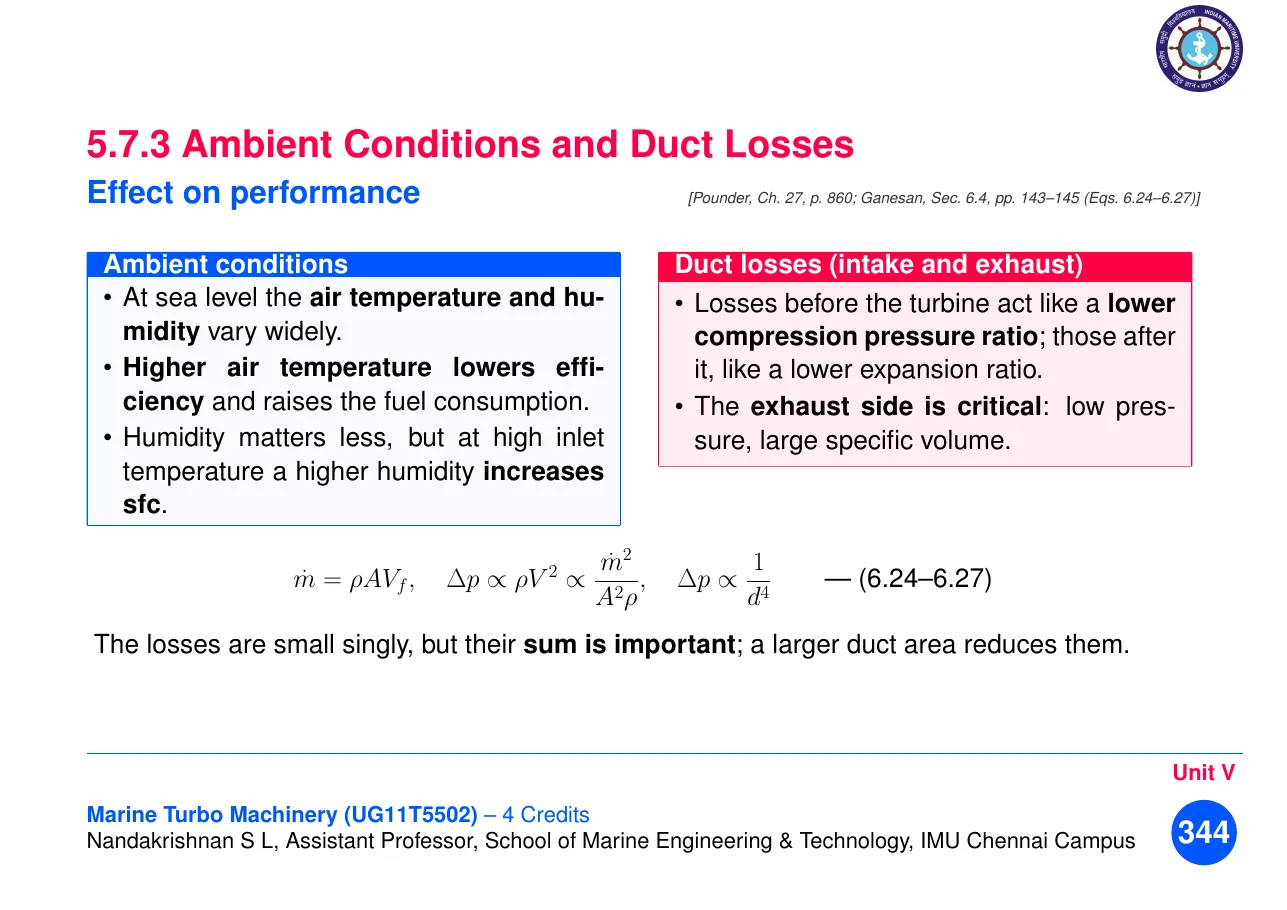 5.7.3 Ambient Conditions and Duct Losses
Effect on performance
[Pounder, Ch. 27, p. 860; Ganesan, Sec. 6.4, pp. 143–145 (Eqs. 6.24–6.27)]
Ambient conditions
• At sea level the air temperature and hu-
midity vary widely.
• Higher air temperature lowers effi-
ciency and raises the fuel consumption.
• Humidity matters less, but at high inlet
temperature a higher humidity increases
sfc.
Duct losses (intake and exhaust)
• Losses before the turbine act like a lower
compression pressure ratio; those after
it, like a lower expansion ratio.
• The exhaust side is critical: low pres-
sure, large specific volume.
ṁ = ρAV_f, Δp ∝ ρV² ∝ ṁ²/(A²ρ), Δp ∝ 1/d⁴ — (6.24–6.27)
The losses are small singly, but their sum is important; a larger duct area reduces them.
Unit V
Marine Turbo Machinery (UG11T5502) – 4 Credits
Nandakrishnan S L, Assistant Professor, School of Marine Engineering & Technology, IMU Chennai Campus
344
INDIAN MARITIME UNIVERSITY